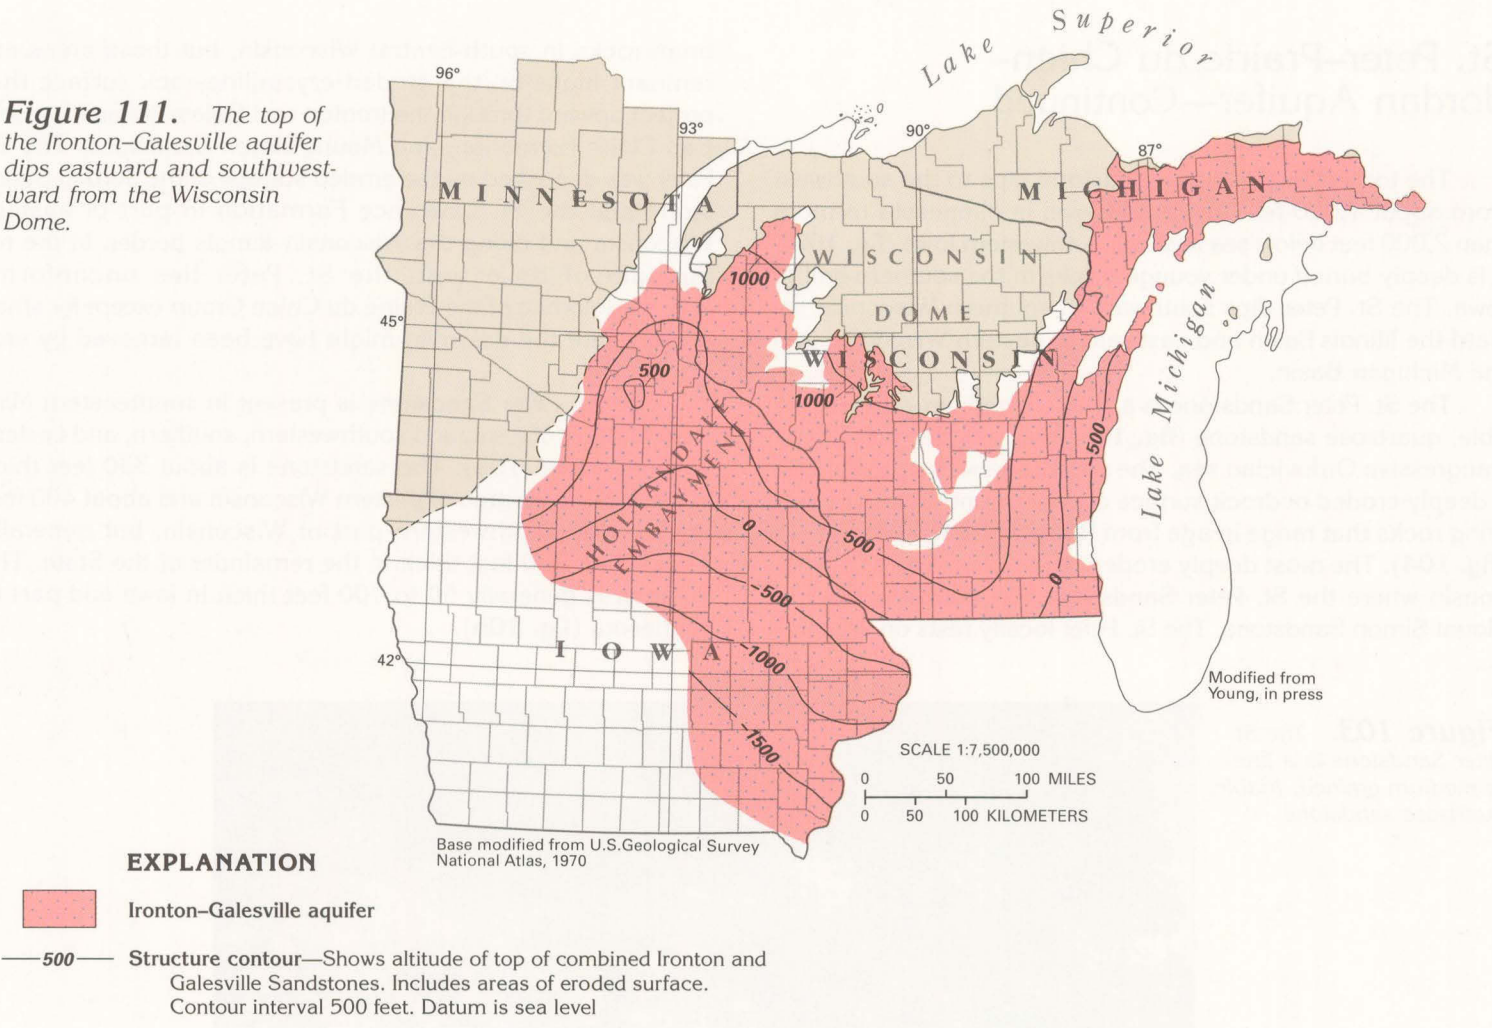 Figure 111. The top of
the Ironton–Galesville aquifer
dips eastward and southwest-
ward from the Wisconsin
Dome.
Lake Superior
96°
93°
90°
87°
MINNESOTA
MICHIGAN
WISCONSIN
DOME
1000
45°
WISCONSIN
500
1000
Lake Michigan
-500
HOLLANDALE
EMBAYMENT
0
500
0
-500
IOWA
-1000
42°
Modified from
Young, in press
-1500
SCALE 1:7,500,000
0 50 100 MILES
0 50 100 KILOMETERS
Base modified from U.S.Geological Survey
National Atlas, 1970
EXPLANATION
Ironton–Galesville aquifer
500 Structure contour—Shows altitude of top of combined Ironton and
Galesville Sandstones. Includes areas of eroded surface.
Contour interval 500 feet. Datum is sea level